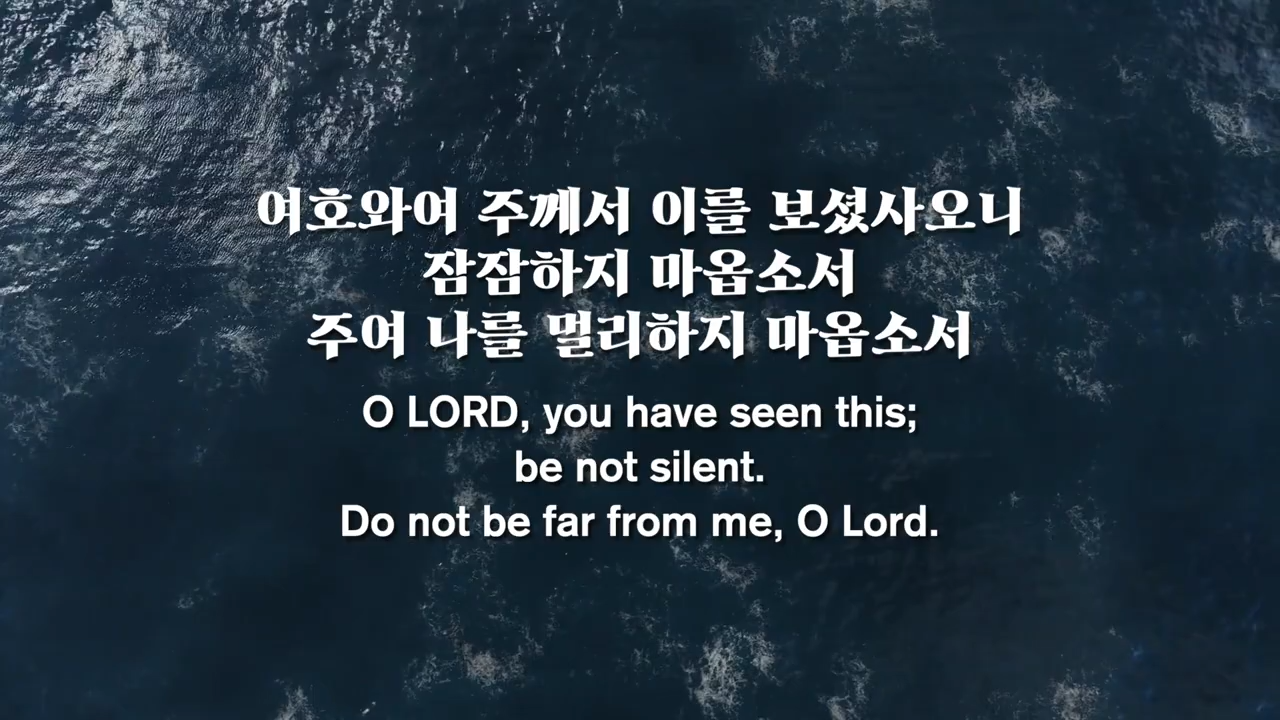 여호와여 주께서 이를 보셨사오니
잠잠하지 마옵소서
주여 나를 멀리하지 마옵소서
O LORD, you have seen this;
be not silent.
Do not be far from me, O Lord.